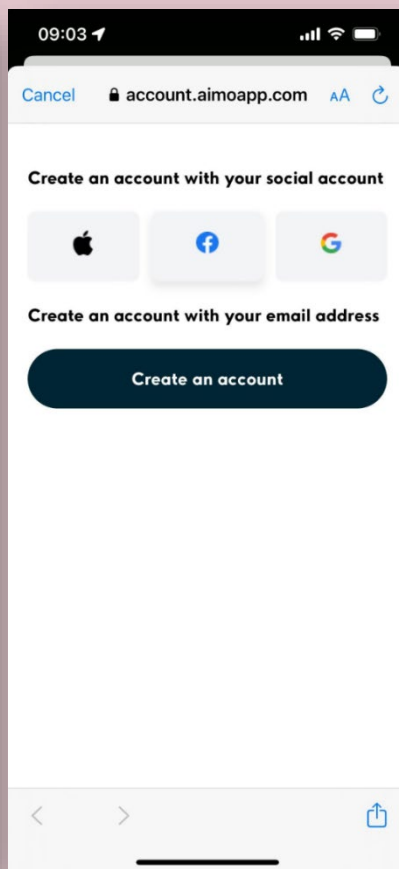 09:03
Cancel account.aimoapp.com AA
Create an account with your social account
Create an account with your email address
Create an account